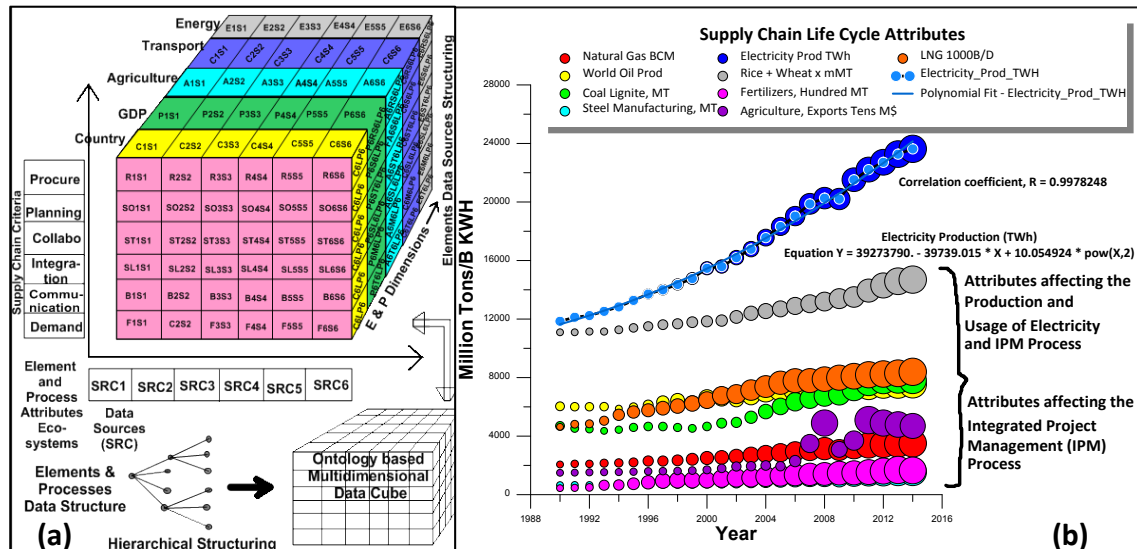 Energy
E1S1 E2S2 E3S3 E4S4 E5S5 E6S6
Transport
C1S1 C2S2 C3S3 C4S4 C5S5 C6S6
Agriculture
A1S1 A2S2 A3S3 A4S4 A5S5 A6S6
GDP
P1S1 P2S2 P3S3 P4S4 P5S5 P6S6
Country
C1S1 C2S2 C3S3 C4S4 C5S5 C6S6
Supply Chain Criteria
Procure
R1S1 R2S2 R3S3 R4S4 R5S5 R6S6
Planning
SO1S1 SO2S2 SO3S3 SO4S4 SO5S5 SO6S6
Collabo
ST1S1 ST2S2 ST3S3 ST4S4 ST5S5 ST6S6
Integra-
tion
SL1S1 SL2S2 SL3S3 SL4S4 SL5S5 SL6S6
Commu-
nication
B1S1 B2S2 B3S3 B4S4 B5S5 B6S6
Demand
F1S1 C2S2 F3S3 F4S4 F5S5 F6S6
C6LP6
C6LP6
C6LP6
C6LP6
C6LP6
C6LP6
E & P Dimensions
Elements Data Sources Structuring
Element
and
Process
Attributes
Eco-
systems
SRC1 SRC2 SRC3 SRC4 SRC5 SRC6
Data
Sources
(SRC)
Elements &
Processes
Data Structure
Ontology based
Multidimensional
Data Cube
(a)
Hierarchical Structuring
Supply Chain Life Cycle Attributes
Natural Gas BCM
World Oil Prod
Coal Lignite, MT
Steel Manufacturing, MT
Electricity Prod TWh
Rice + Wheat x mMT
Fertilizers, Hundred MT
Agriculture, Exports Tens M$
LNG 1000B/D
Electricity_Prod_TWH
Polynomial Fit - Electricity_Prod_TWH
Million Tons/B KWH
28000
24000
20000
16000
12000
8000
4000
0
Correlation coefficient, R = 0.9978248
Electricity Production (TWh)
Equation Y = 39273790. - 39739.015 * X + 10.054924 * pow(X,2)
Attributes affecting the
Production and
Usage of Electricity
and IPM Process
Attributes affecting the
Integrated Project
Management (IPM)
Process
1988 1992 1996 2000 2004 2008 2012 2016
Year
(b)